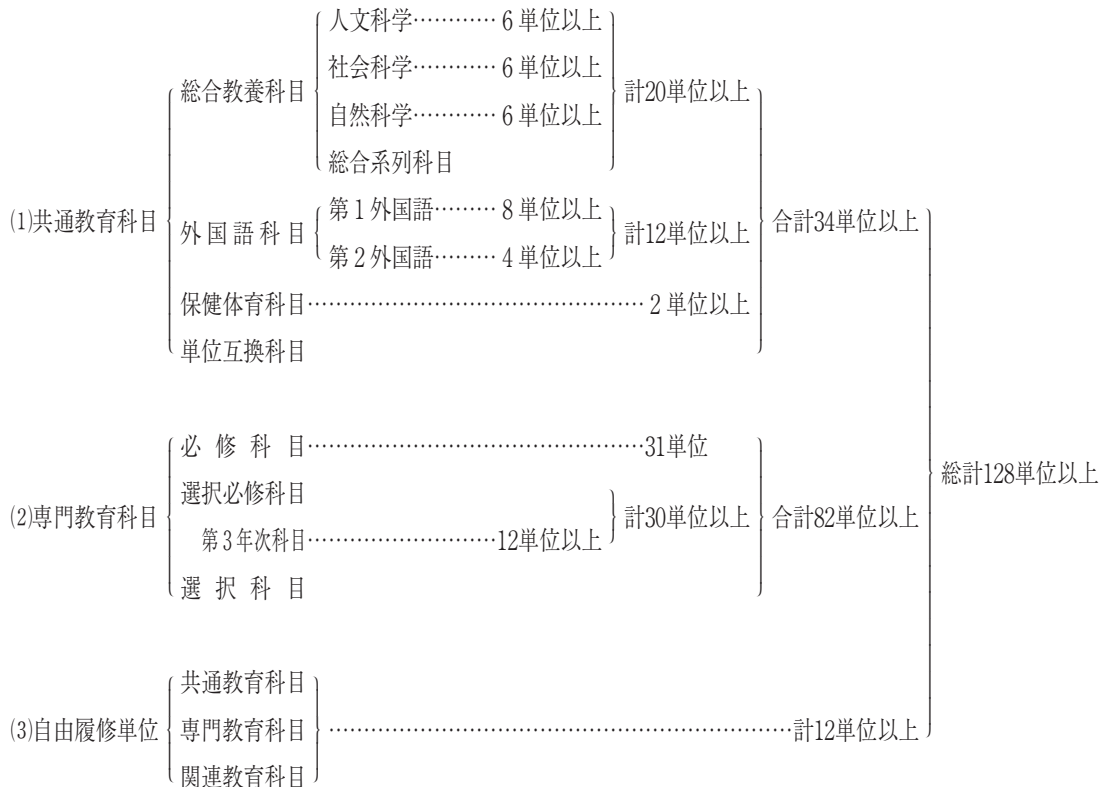 人文科学…………6単位以上
社会科学…………6単位以上
総合教養科目 計20単位以上
自然科学…………6単位以上
総合系列科目
第1外国語………8単位以上
(1)共通教育科目 外国語科目 計12単位以上 合計34単位以上
第2外国語………4単位以上
保健体育科目…………………………………………2単位以上
単位互換科目
必修科目…………………………………………31単位
総計128単位以上
選択必修科目
(2)専門教育科目 計30単位以上 合計82単位以上
第3年次科目………………………12単位以上
選択科目
共通教育科目
(3)自由履修単位 専門教育科目 …………………………………………………………計12単位以上
関連教育科目